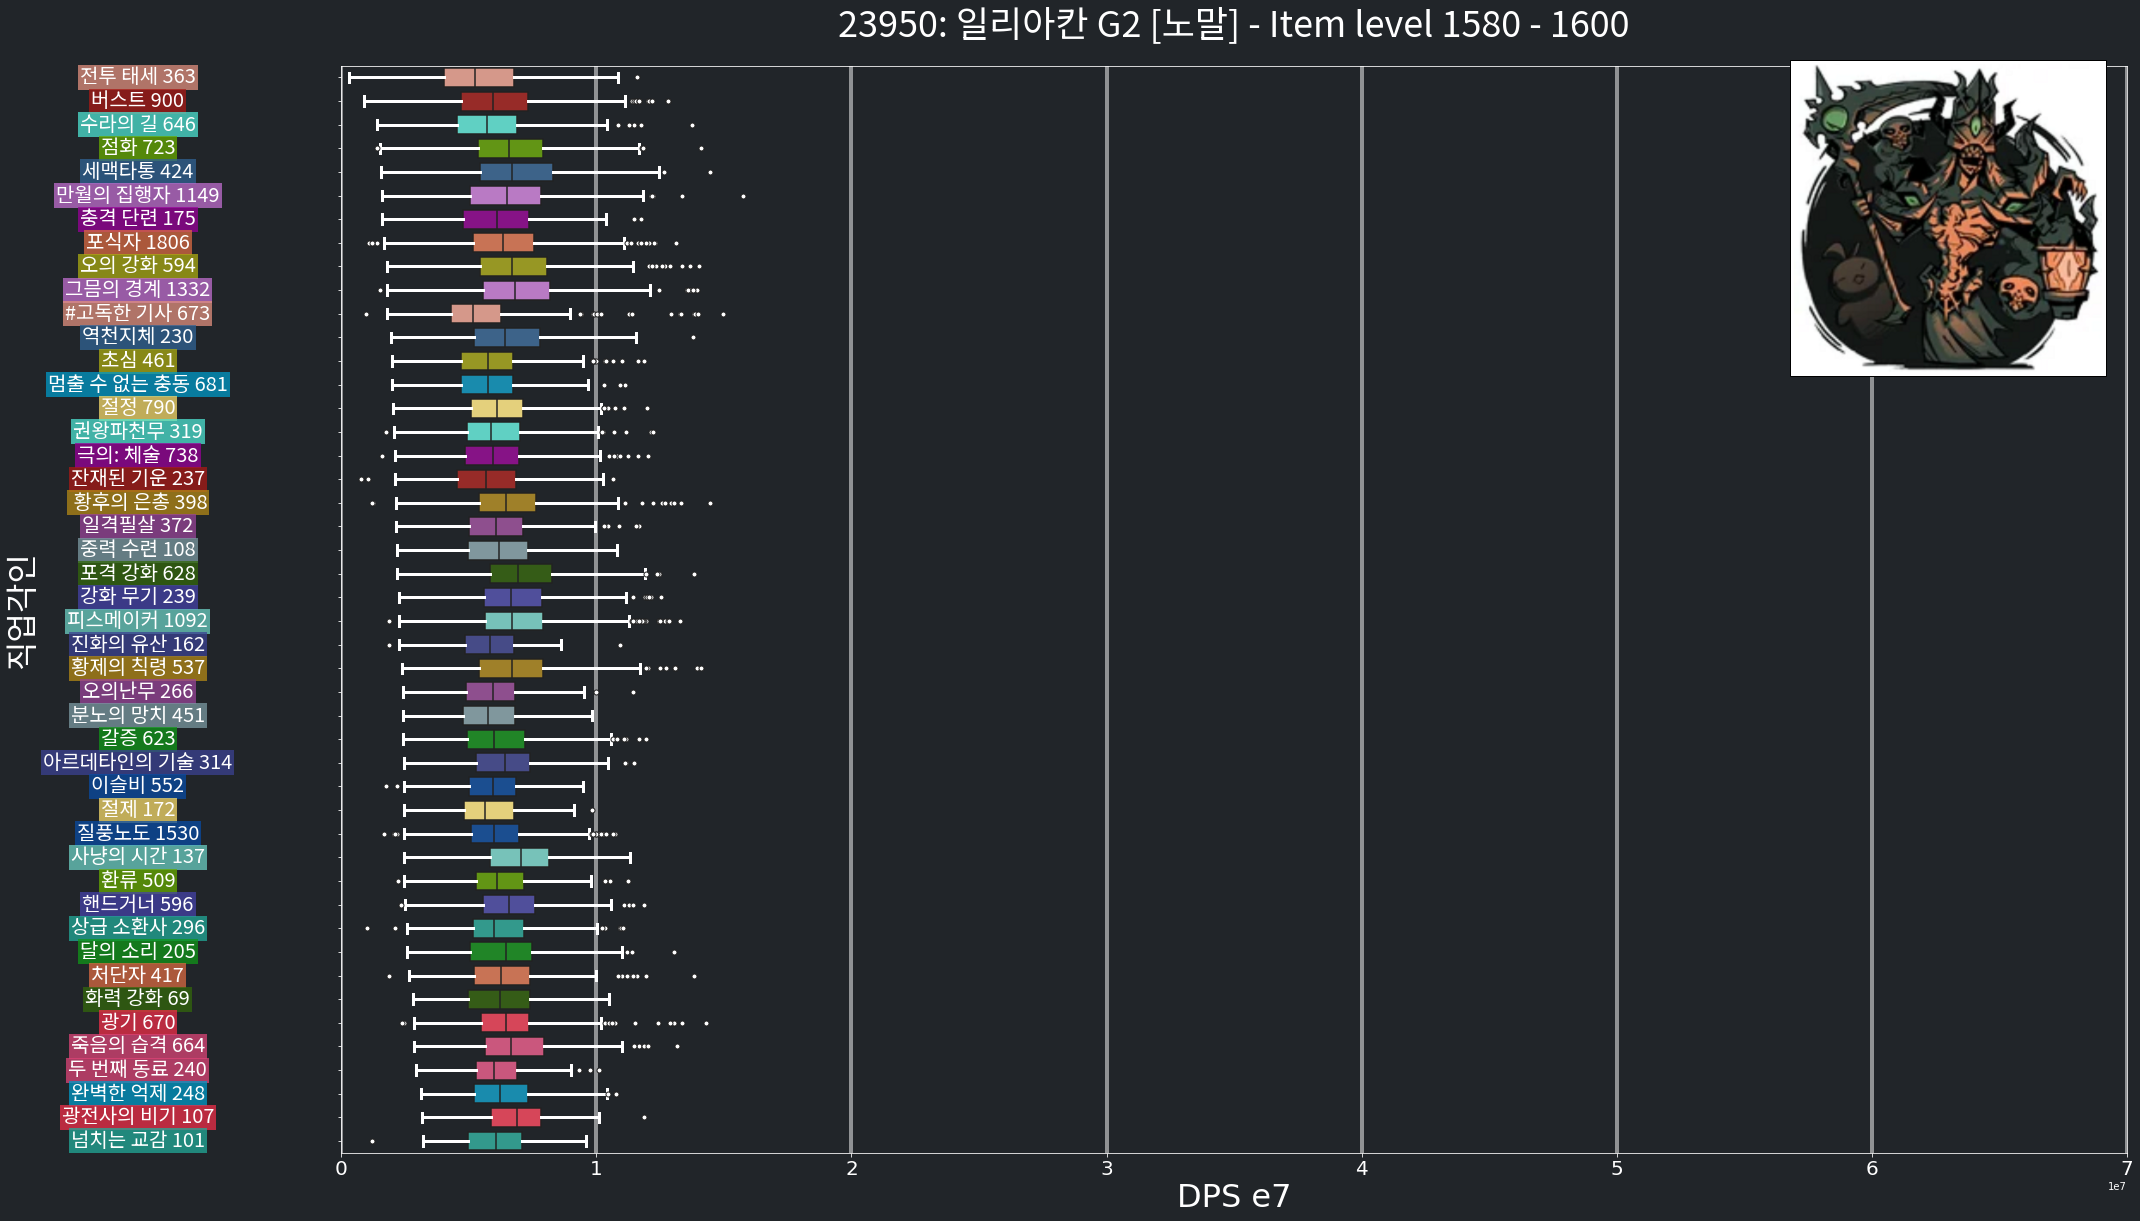 23950: 일리아칸 G2 [노말] - Item level 1580 - 1600
직업각인
전투 태세 363
버스트 900
수라의 길 646
점화 723
세맥타통 424
만월의 집행자 1149
충격 단련 175
포식자 1806
오의 강화 594
그믐의 경계 1332
#고독한 기사 673
역천지체 230
초심 461
멈출 수 없는 충동 681
절정 790
권왕파천무 319
극의: 체술 738
잔재된 기운 237
황후의 은총 398
일격필살 372
중력 수련 108
포격 강화 628
강화 무기 239
피스메이커 1092
진화의 유산 162
황제의 칙령 537
오의난무 266
분노의 망치 451
갈증 623
아르데타인의 기술 314
이슬비 552
절제 172
질풍노도 1530
사냥의 시간 137
환류 509
핸드거너 596
상급 소환사 296
달의 소리 205
처단자 417
화력 강화 69
광기 670
죽음의 습격 664
두 번째 동료 240
완벽한 억제 248
광전사의 비기 107
넘치는 교감 101
0 1 2 3 4 5 6 7
1e7
DPS e7